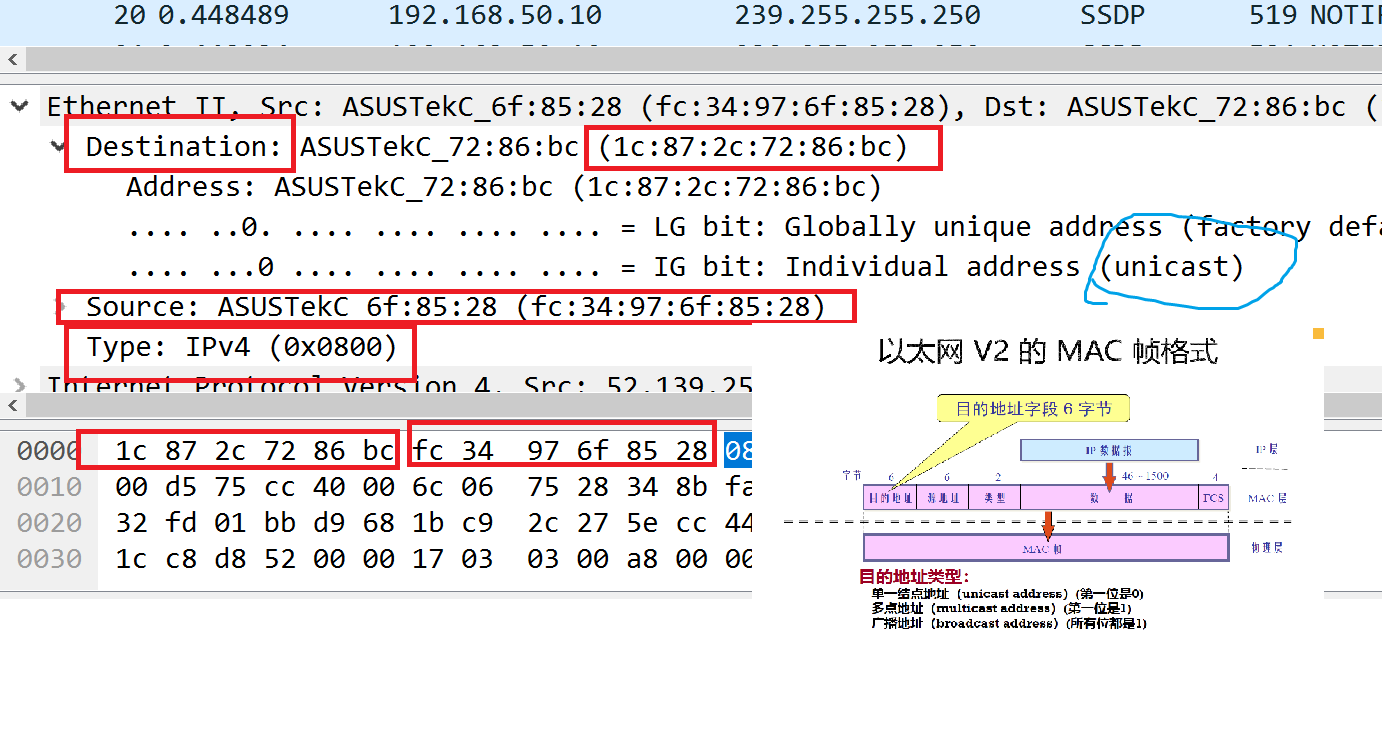 20 0.448489 192.168.50.10 239.255.255.250 SSDP 519 NOTIF
Ethernet II, Src: ASUSTekC_6f:85:28 (fc:34:97:6f:85:28), Dst: ASUSTekC_72:86:bc (
Destination: ASUSTekC_72:86:bc (1c:87:2c:72:86:bc)
Address: ASUSTekC_72:86:bc (1c:87:2c:72:86:bc)
.... ..0. .... .... .... .... = LG bit: Globally unique address (factory defa
.... ...0 .... .... .... .... = IG bit: Individual address (unicast)
Source: ASUSTekC_6f:85:28 (fc:34:97:6f:85:28)
Type: IPv4 (0x0800)
Internet Protocol Version 4, Src: 52.139.25
0000 1c 87 2c 72 86 bc fc 34 97 6f 85 28 08
0010 00 d5 75 cc 40 00 6c 06 75 28 34 8b fa
0020 32 fd 01 bb d9 68 1b c9 2c 27 5e cc 44
0030 1c c8 d8 52 00 00 17 03 03 00 a8 00 00
以太网 V2 的 MAC 帧格式
目的地址字段 6 字节
IP 数据报
IP 层
字节 6 6 2 46 ~ 1500 4
目的地址 源地址 类型 数 据 FCS MAC 层
MAC 帧
物理层
目的地址类型:
单一结点地址（unicast address）(第一位是0)
多点地址（multicast address）(第一位是1)
广播地址（broadcast address）(所有位都是1)